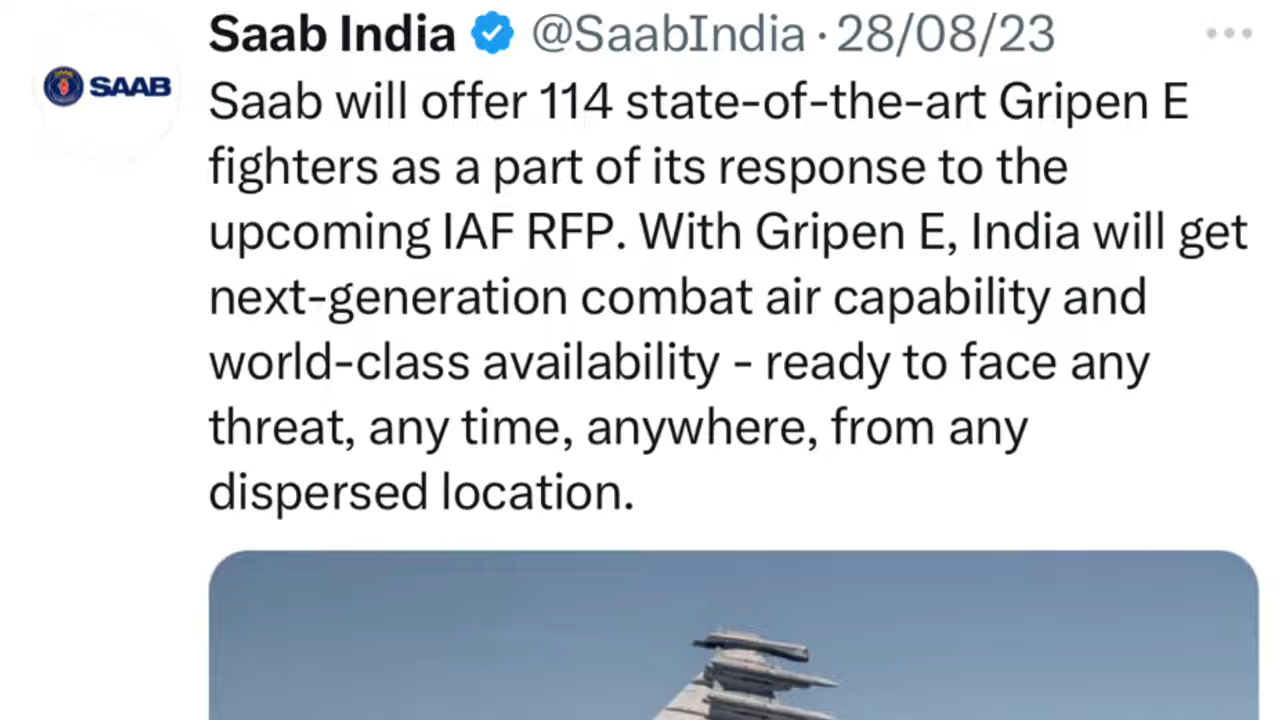 Saab India @SaabIndia · 28/08/23
SAAB
Saab will offer 114 state-of-the-art Gripen E
fighters as a part of its response to the
upcoming IAF RFP. With Gripen E, India will get
next-generation combat air capability and
world-class availability - ready to face any
threat, any time, anywhere, from any
dispersed location.